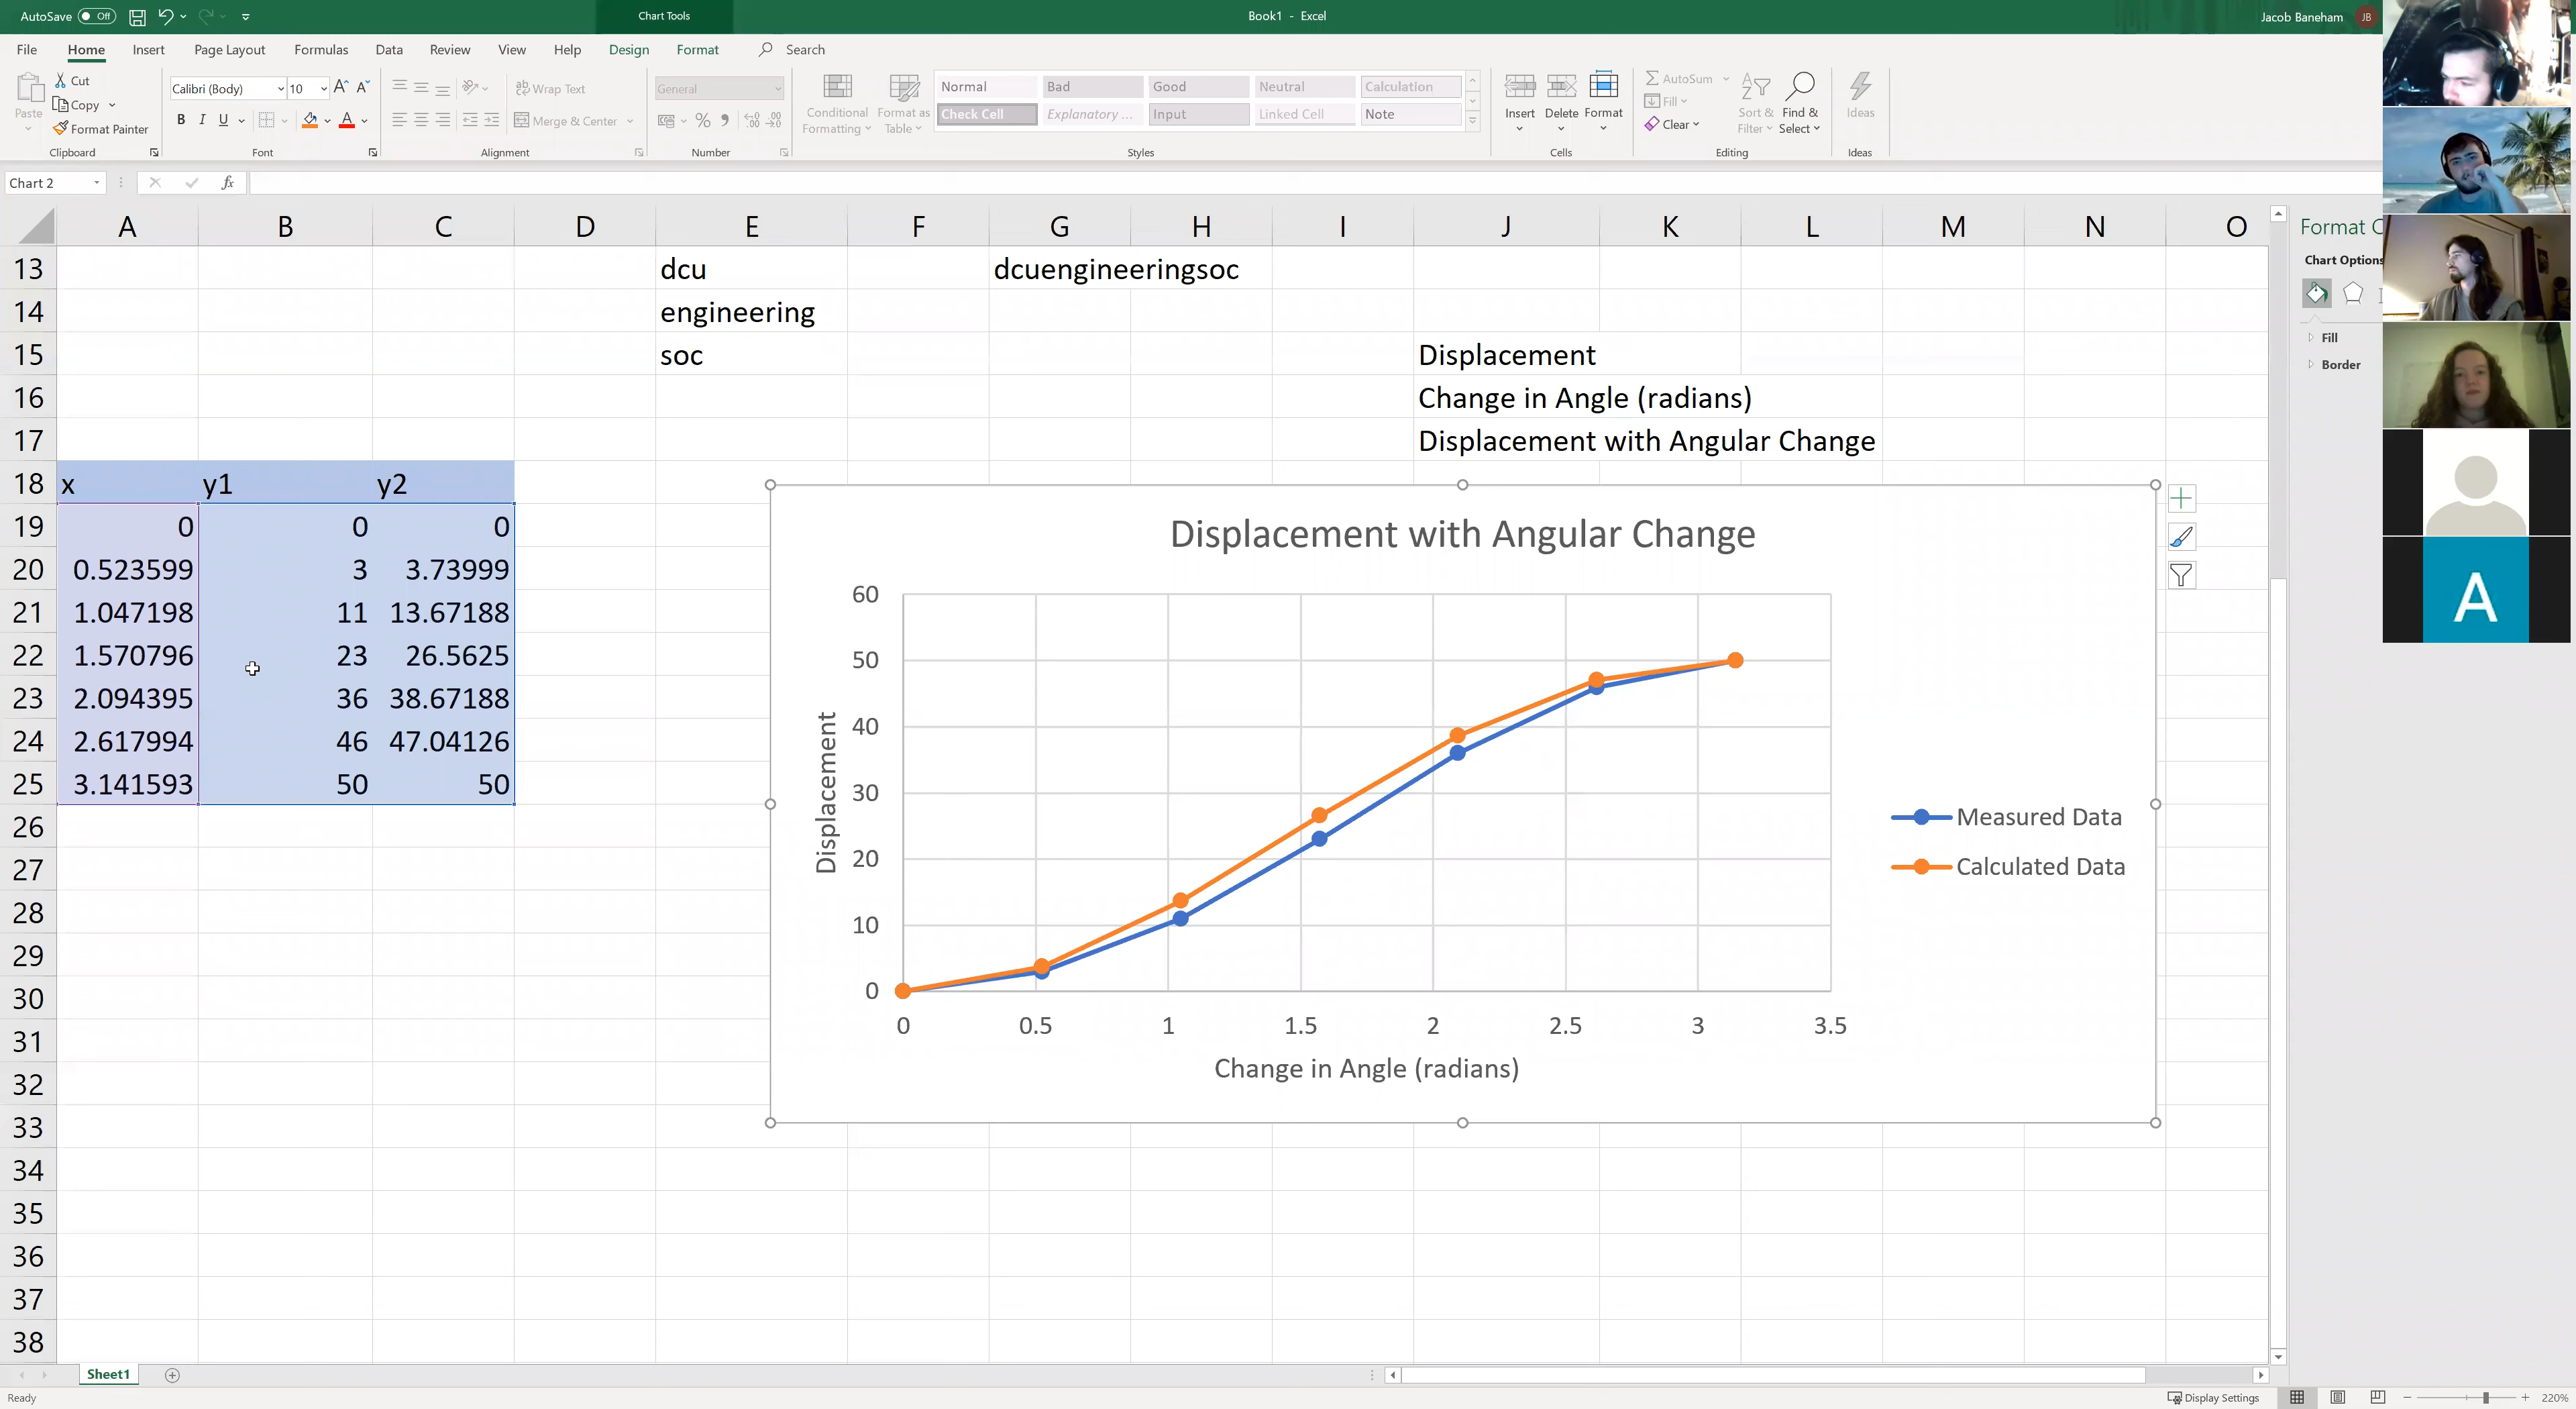 AutoSave Off Chart Tools Book1 - Excel Jacob Baneham JB
File Home Insert Page Layout Formulas Data Review View Help Design Format Search
Paste Cut Copy Format Painter Clipboard
Calibri (Body) 10 A A B I U A Font
ab Wrap Text Merge & Center Alignment
General % Number
Conditional Formatting Format as Table
Normal Bad Good Neutral Calculation
Check Cell Explanatory ... Input Linked Cell Note
Styles
Insert Delete Format Cells
AutoSum Fill Clear Sort & Filter Find & Select Editing
Ideas Ideas
Chart 2 fx
A B C D E F G H I J K L M N O
13 dcu dcuengineeringsoc
14 engineering
15 soc Displacement
16 Change in Angle (radians)
17 Displacement with Angular Change
18 x y1 y2
19 0 0 0
20 0.523599 3 3.73999
21 1.047198 11 13.67188
22 1.570796 23 26.5625
23 2.094395 36 38.67188
24 2.617994 46 47.04126
25 3.141593 50 50
26
27
28
29
30
31
32
33
34
35
36
37
38
Displacement with Angular Change
60
50
40
30
20
10
0
Displacement
0 0.5 1 1.5 2 2.5 3 3.5
Change in Angle (radians)
Measured Data
Calculated Data
Format C
Chart Options
Fill
Border
A
Sheet1
Ready Display Settings 220%